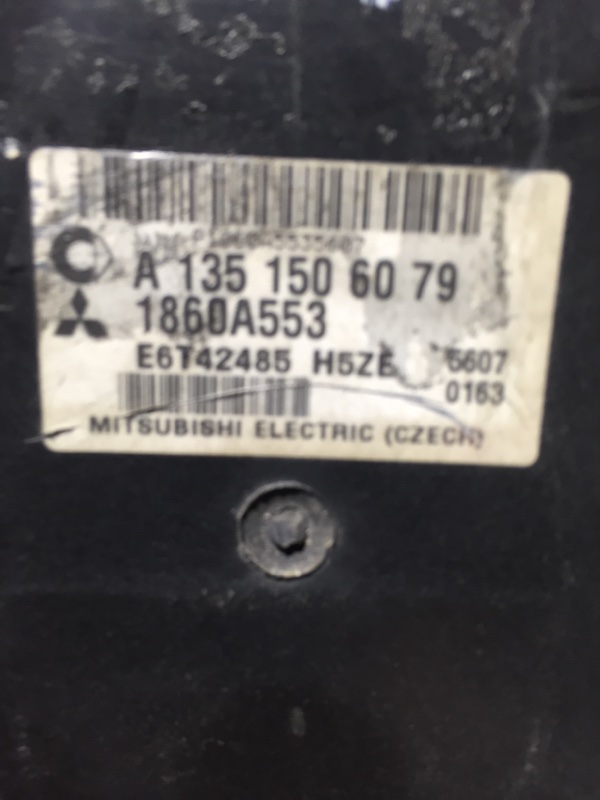 A 135 150 60 79
1860A553
E6T42485 H5ZE 5607
0163
MITSUBISHI ELECTRIC (CZECH)